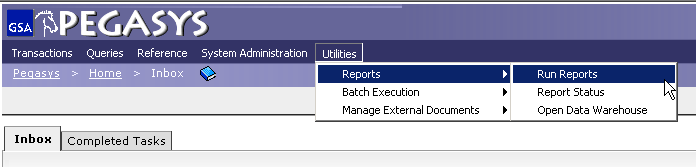 GSA PEGASYS
Transactions Queries Reference System Administration Utilities
Pegasys > Home > Inbox
Reports Run Reports
Batch Execution Report Status
Manage External Documents Open Data Warehouse
Inbox Completed Tasks